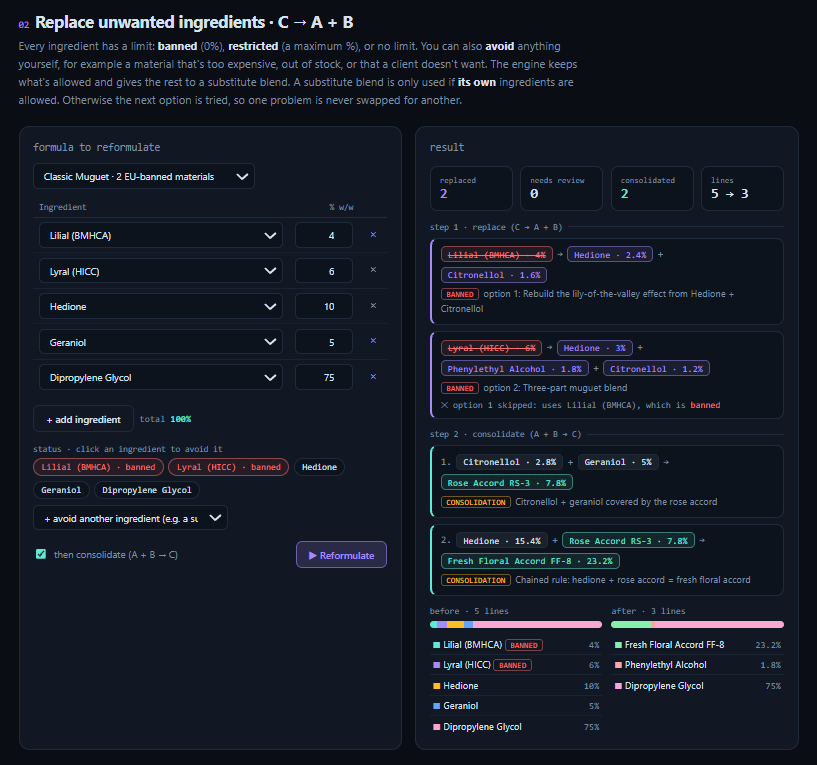 02 Replace unwanted ingredients · C → A + B
Every ingredient has a limit: banned (0%), restricted (a maximum %), or no limit. You can also avoid anything
yourself, for example a material that's too expensive, out of stock, or that a client doesn't want. The engine keeps
what's allowed and gives the rest to a substitute blend. A substitute blend is only used if its own ingredients are
allowed. Otherwise the next option is tried, so one problem is never swapped for another.
formula to reformulate
Classic Muguet · 2 EU-banned materials
Ingredient % w/w
Lilial (BMHCA) 4 ×
Lyral (HICC) 6 ×
Hedione 10 ×
Geraniol 5 ×
Dipropylene Glycol 75 ×
+ add ingredient total 100%
status · click an ingredient to avoid it
Lilial (BMHCA) · banned Lyral (HICC) · banned Hedione
Geraniol Dipropylene Glycol
+ avoid another ingredient (e.g. a su
then consolidate (A + B → C) ▶ Reformulate
result
replaced needs review consolidated lines
2 0 2 5 → 3
step 1 · replace (C → A + B)
Lilial (BMHCA) · 4% → Hedione · 2.4% +
Citronellol · 1.6%
BANNED option 1: Rebuild the lily-of-the-valley effect from Hedione +
Citronellol
Lyral (HICC) · 6% → Hedione · 3% +
Phenylethyl Alcohol · 1.8% + Citronellol · 1.2%
BANNED option 2: Three-part muguet blend
✕ option 1 skipped: uses Lilial (BMHCA), which is banned
step 2 · consolidate (A + B → C)
1. Citronellol · 2.8% + Geraniol · 5% →
Rose Accord RS-3 · 7.8%
CONSOLIDATION Citronellol + geraniol covered by the rose accord
2. Hedione · 15.4% + Rose Accord RS-3 · 7.8% →
Fresh Floral Accord FF-8 · 23.2%
CONSOLIDATION Chained rule: hedione + rose accord = fresh floral accord
before · 5 lines
Lilial (BMHCA) BANNED 4%
Lyral (HICC) BANNED 6%
Hedione 10%
Geraniol 5%
Dipropylene Glycol 75%
after · 3 lines
Fresh Floral Accord FF-8 23.2%
Phenylethyl Alcohol 1.8%
Dipropylene Glycol 75%